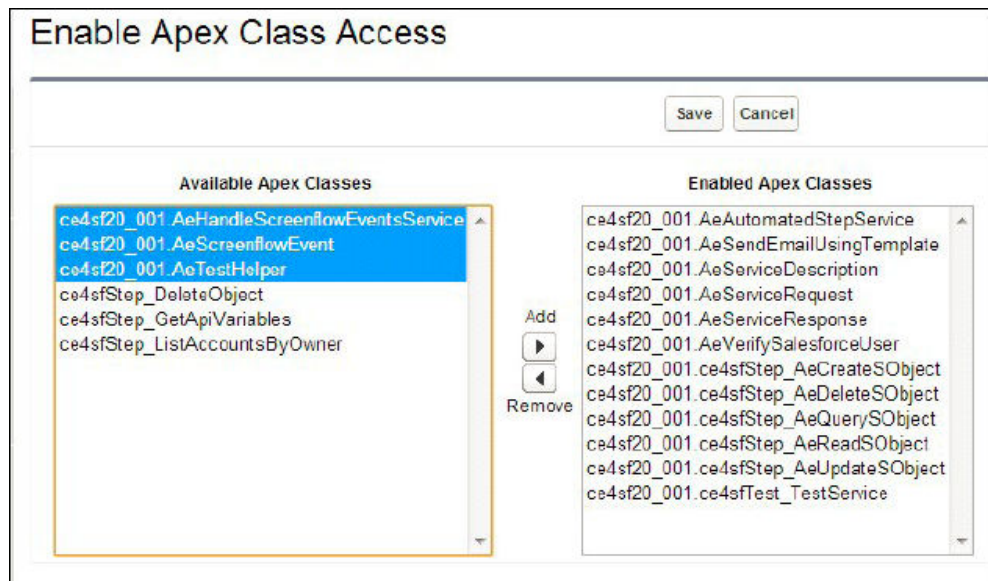 Enable Apex Class Access
Save Cancel
Available Apex Classes
ce4sf20_001.AeHandleScreenflowEventsService
ce4sf20_001.AeScreenflowEvent
ce4sf20_001.AeTestHelper
ce4sfStep_DeleteObject
ce4sfStep_GetApiVariables
ce4sfStep_ListAccountsByOwner
Add
Remove
Enabled Apex Classes
ce4sf20_001.AeAutomatedStepService
ce4sf20_001.AeSendEmailUsingTemplate
ce4sf20_001.AeServiceDescription
ce4sf20_001.AeServiceRequest
ce4sf20_001.AeServiceResponse
ce4sf20_001.AeVerifySalesforceUser
ce4sf20_001.ce4sfStep_AeCreateSObject
ce4sf20_001.ce4sfStep_AeDeleteSObject
ce4sf20_001.ce4sfStep_AeQuerySObject
ce4sf20_001.ce4sfStep_AeReadSObject
ce4sf20_001.ce4sfStep_AeUpdateSObject
ce4sf20_001.ce4sfTest_TestService